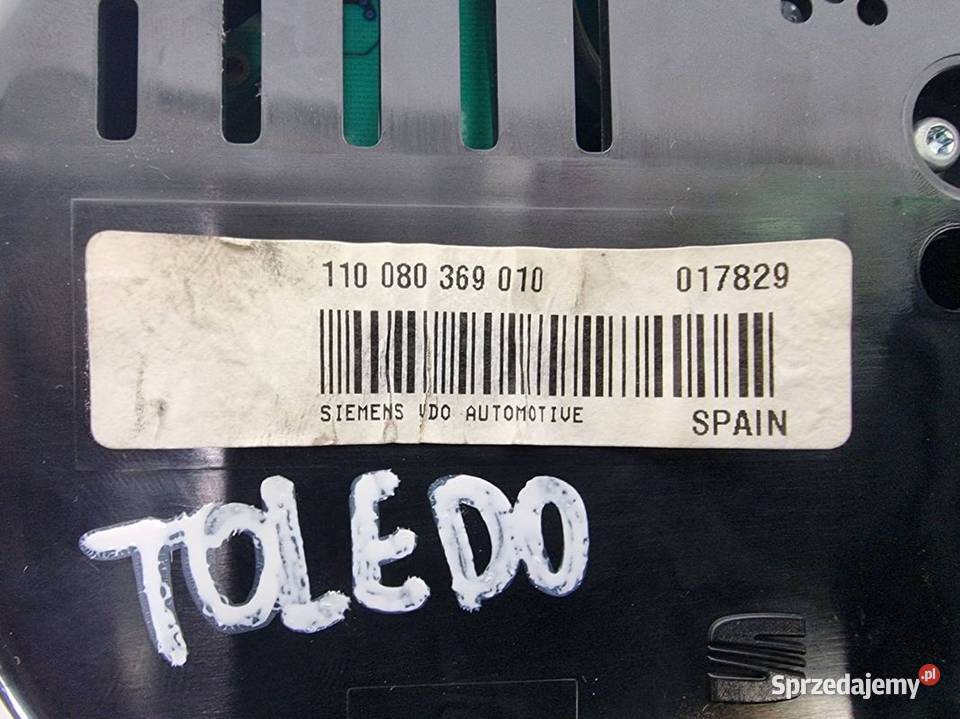 110 080 369 010 017829
SIEMENS VDO AUTOMOTIVE SPAIN
TOLEDO
Sprzedajemy.pl